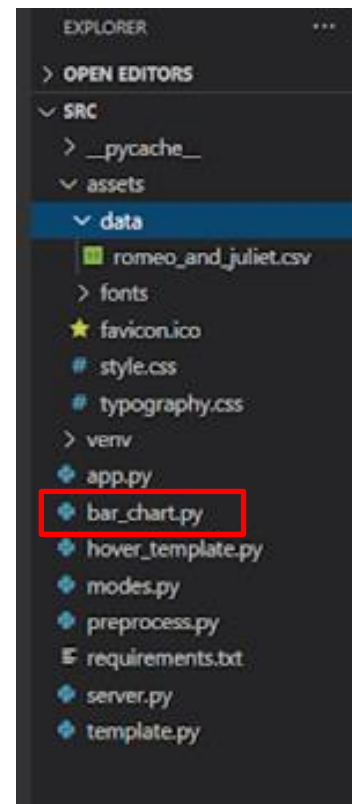 EXPLORER ...
> OPEN EDITORS
SRC
> __pycache__
assets
data
romeo_and_juliet.csv
> fonts
favicon.ico
# style.css
# typography.css
> venv
app.py
bar_chart.py
hover_template.py
modes.py
preprocess.py
requirements.txt
server.py
template.py